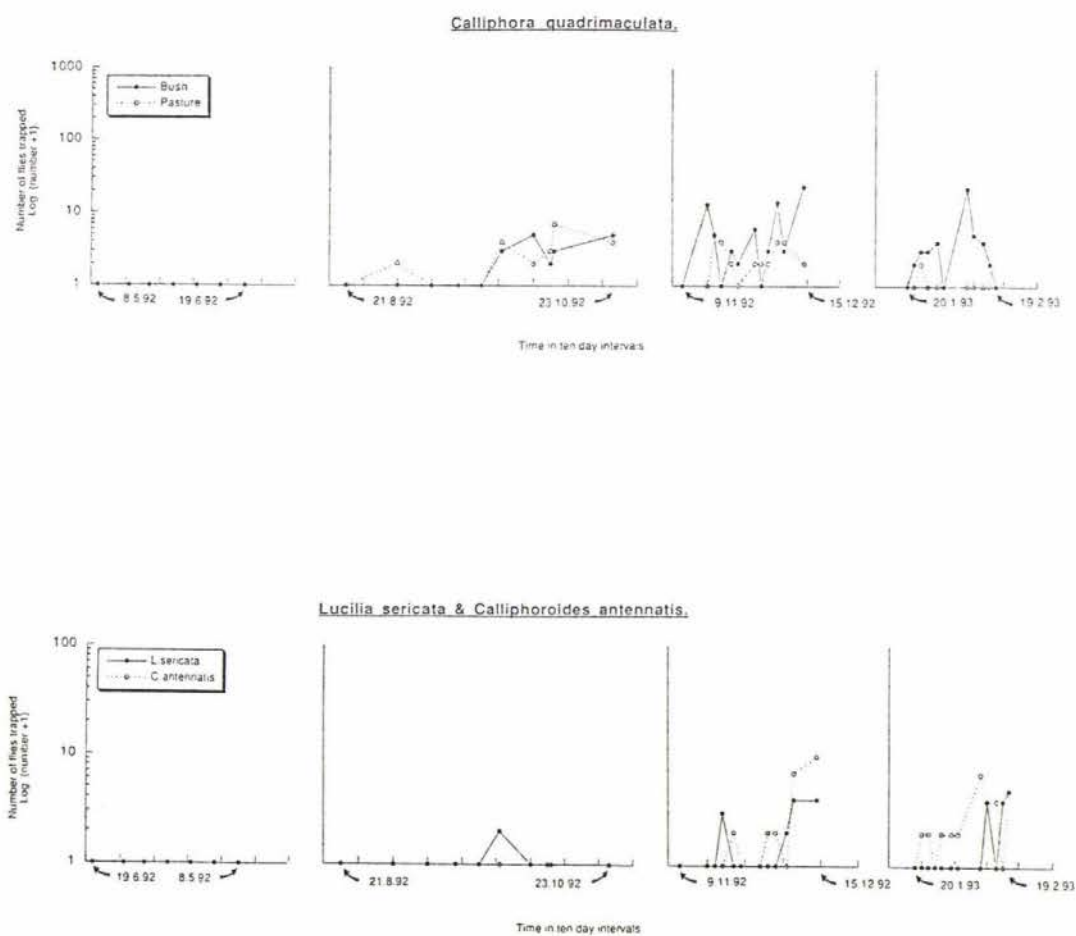 Calliphora quadrimaculata.
Number of flies trapped
Log (number +1)
1000
100
10
1
Bush
Pasture
8 5 92
19 6 92
21 8 92
23 10 92
9 11 92
15 12 92
20 1 93
19 2 93
Time in ten day intervals
Lucilia sericata & Calliphoroides antennatis.
Number of flies trapped
Log (number +1)
100
10
1
L sericata
C antennatis
19 6 92
8 5 92
21 8 92
23 10 92
9 11 92
15 12 92
20 1 93
19 2 93
Time in ten day intervals